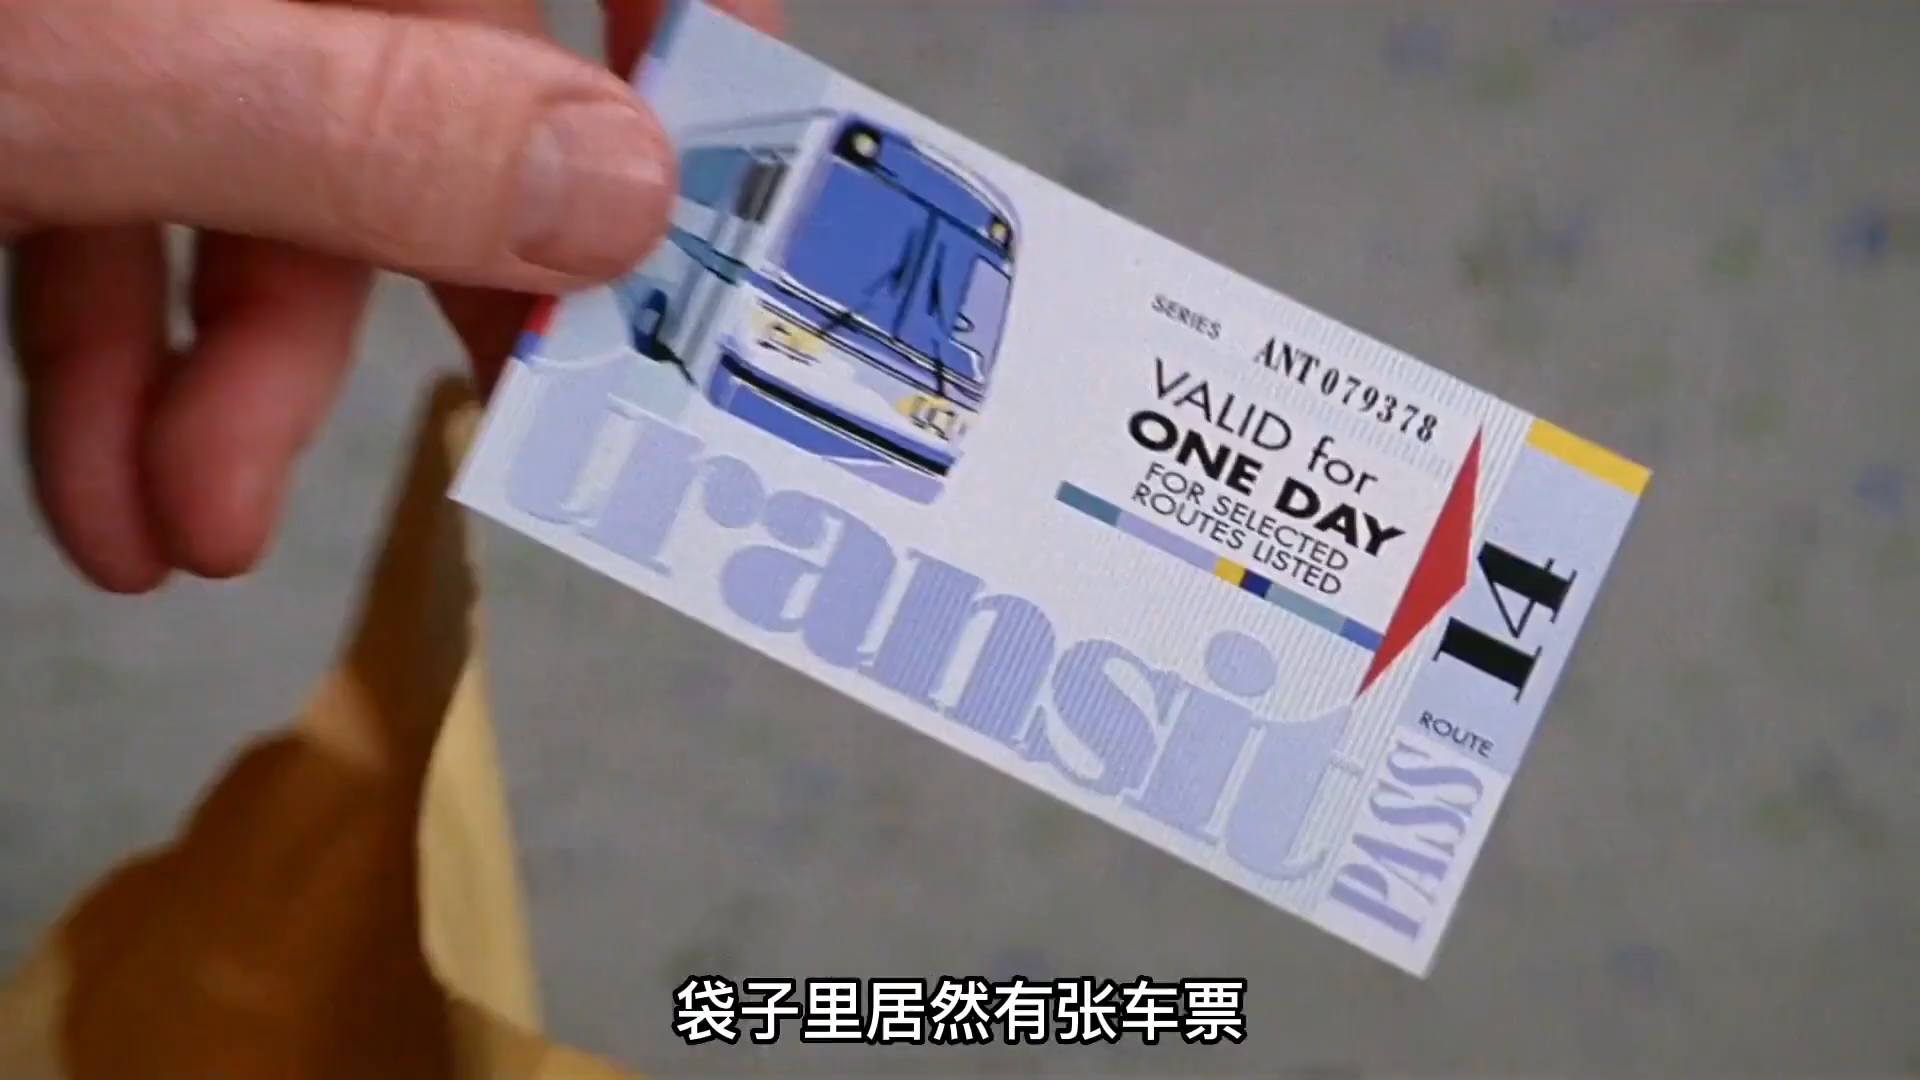 SERIES ANT 079378
VALID for
ONE DAY
FOR SELECTED
ROUTES LISTED
transit
14
ROUTE
PASS
袋子里居然有张车票